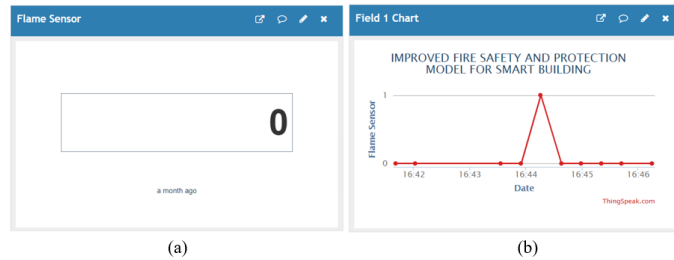 Flame Sensor
0
a month ago
(a)
Field 1 Chart
IMPROVED FIRE SAFETY AND PROTECTION
MODEL FOR SMART BUILDING
Flame Sensor
1
0
16:42 16:43 16:44 16:45 16:46
Date
ThingSpeak.com
(b)